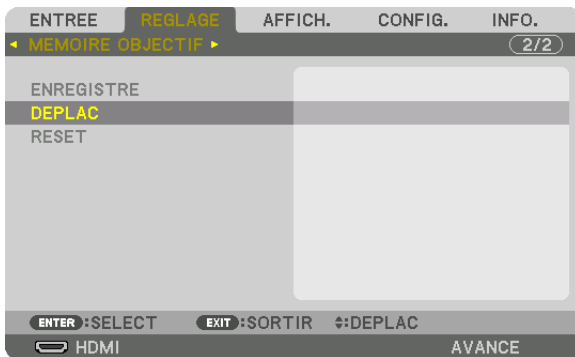 ENTREE REGLAGE AFFICH. CONFIG. INFO.
MEMOIRE OBJECTIF 2/2
ENREGISTRE
DEPLAC
RESET
ENTER :SELECT EXIT :SORTIR :DEPLAC
HDMI AVANCE